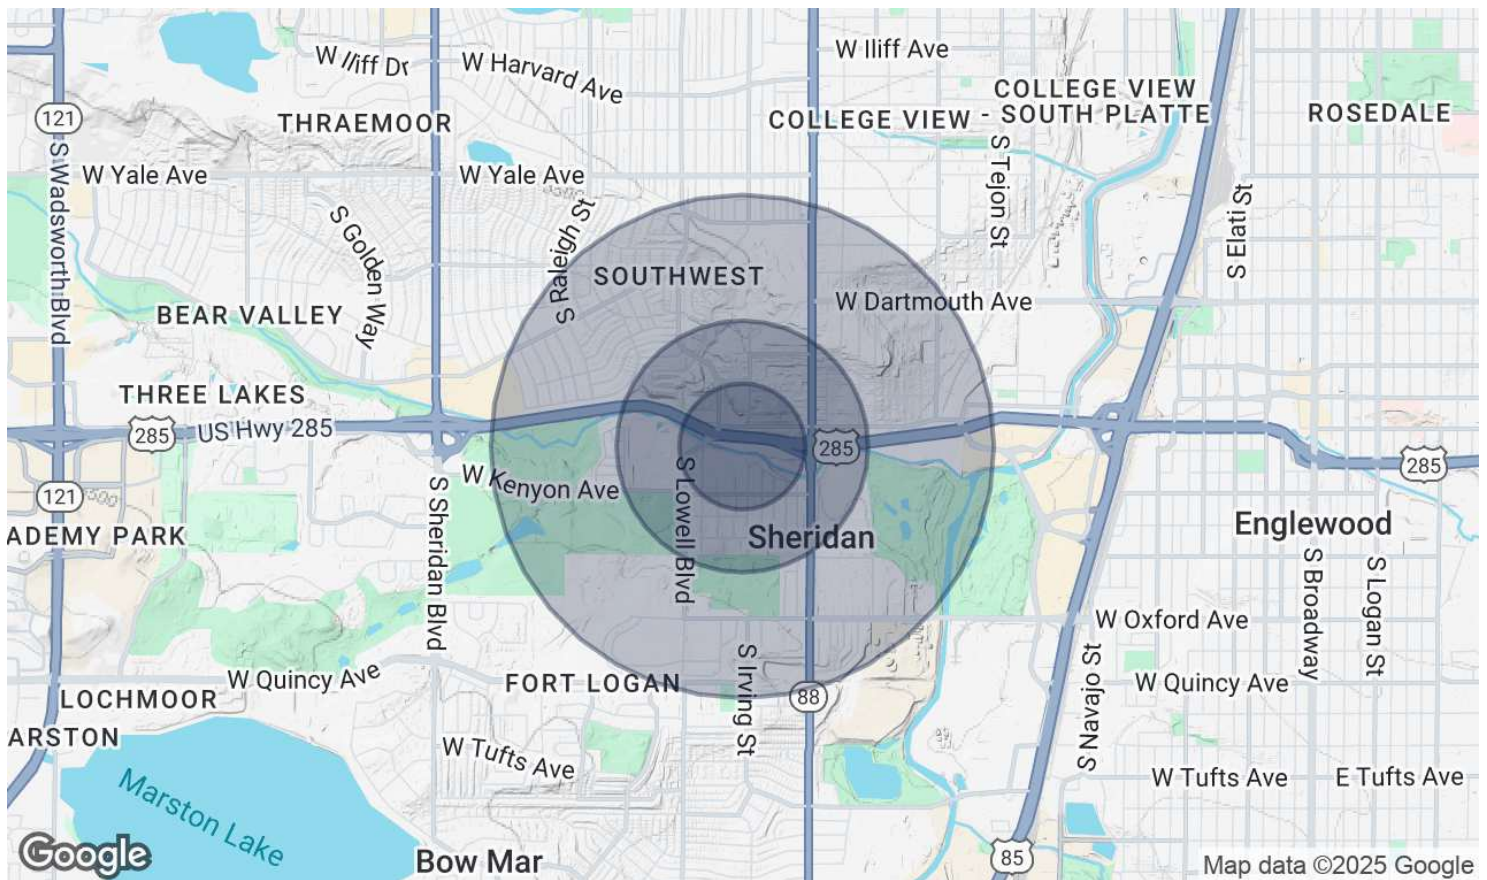 W Iliff Ave
W Iliff Dr
W Harvard Ave
COLLEGE VIEW
- SOUTH PLATTE
COLLEGE VIEW
ROSEDALE
121
THRAEMOOR
W Yale Ave
W Yale Ave
S Wadsworth Blvd
S Tejon St
S Elati St
S Raleigh St
S Golden Way
SOUTHWEST
W Dartmouth Ave
BEAR VALLEY
THREE LAKES
285
US Hwy 285
285
285
W Kenyon Ave
121
3500
3500
S Sheridan Blvd
S Lowell Blvd
Sheridan
Englewood
ADEMY PARK
S Broadway
S Logan St
W Oxford Ave
S Irving St
S Navajo St
W Quincy Ave
FORT LOGAN
88
W Quincy Ave
LOCHMOOR
ARSTON
W Tufts Ave
W Tufts Ave
E Tufts Ave
Marston Lake
Bow Mar
85
Google
Map data ©2025 Google